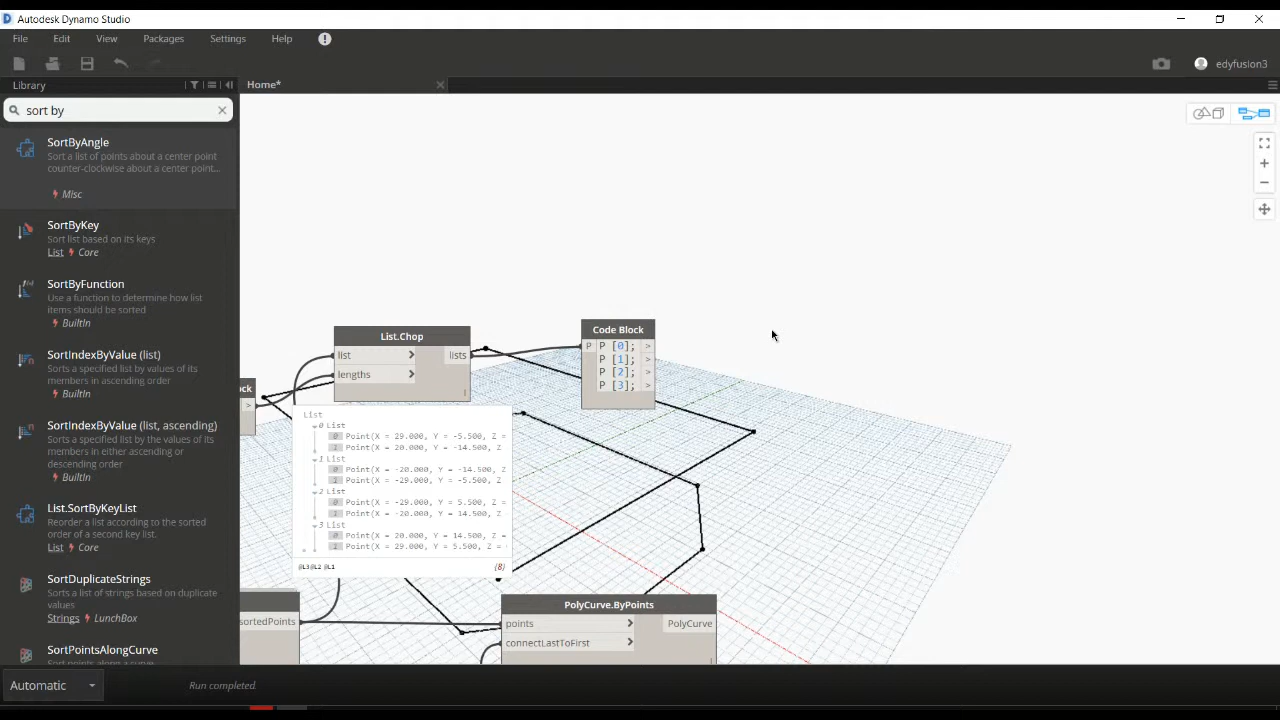 Autodesk Dynamo Studio
File Edit View Packages Settings Help
edyfusion3
Library
Home*
sort by
SortByAngle
Sort a list of points about a center point
counter-clockwise about a center point...
Misc
SortByKey
Sort list based on its keys
List Core
SortByFunction
Use a function to determine how list
items should be sorted
BuiltIn
SortIndexByValue (list)
Sorts a specified list by values of its
members in ascending order
BuiltIn
SortIndexByValue (list, ascending)
Sorts a specified list by the values of its
members in either ascending or
descending order
BuiltIn
List.SortByKeyList
Reorder a list according to the sorted
order of a second key list.
List Core
SortDuplicateStrings
Sorts a list of strings based on duplicate
values
Strings LunchBox
SortPointsAlongCurve
Sort points along a curve
ock
>
List.Chop
list > lists
lengths >
Code Block
P P [0]; >
P [1]; >
P [2]; >
P [3]; >
List
0 List
0 Point(X = 29.000, Y = -5.500, Z =
1 Point(X = 20.000, Y = -14.500, Z
1 List
0 Point(X = -20.000, Y = -14.500, Z
1 Point(X = -29.000, Y = -5.500, Z
2 List
0 Point(X = -29.000, Y = 5.500, Z =
1 Point(X = -20.000, Y = 14.500, Z
3 List
0 Point(X = 20.000, Y = 14.500, Z =
1 Point(X = 29.000, Y = 5.500, Z =
@L3@L2 @L1 {8}
sortedPoints
PolyCurve.ByPoints
points > PolyCurve
connectLastToFirst >
Automatic
Run completed.